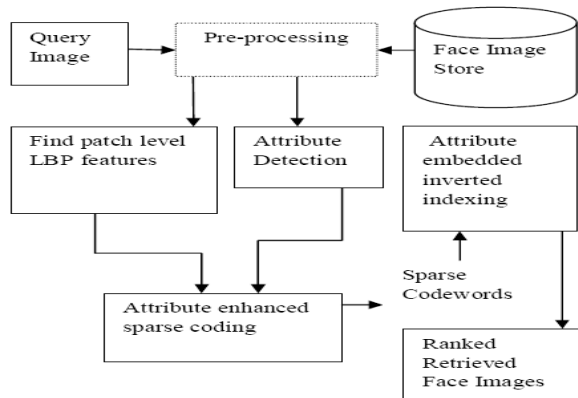 Query
Image
Pre-processing
Face Image
Store
Find patch level
LBP features
Attribute
Detection
Attribute
embedded
inverted
indexing
Attribute enhanced
sparse coding
Sparse
Codewords
Ranked
Retrieved
Face Images